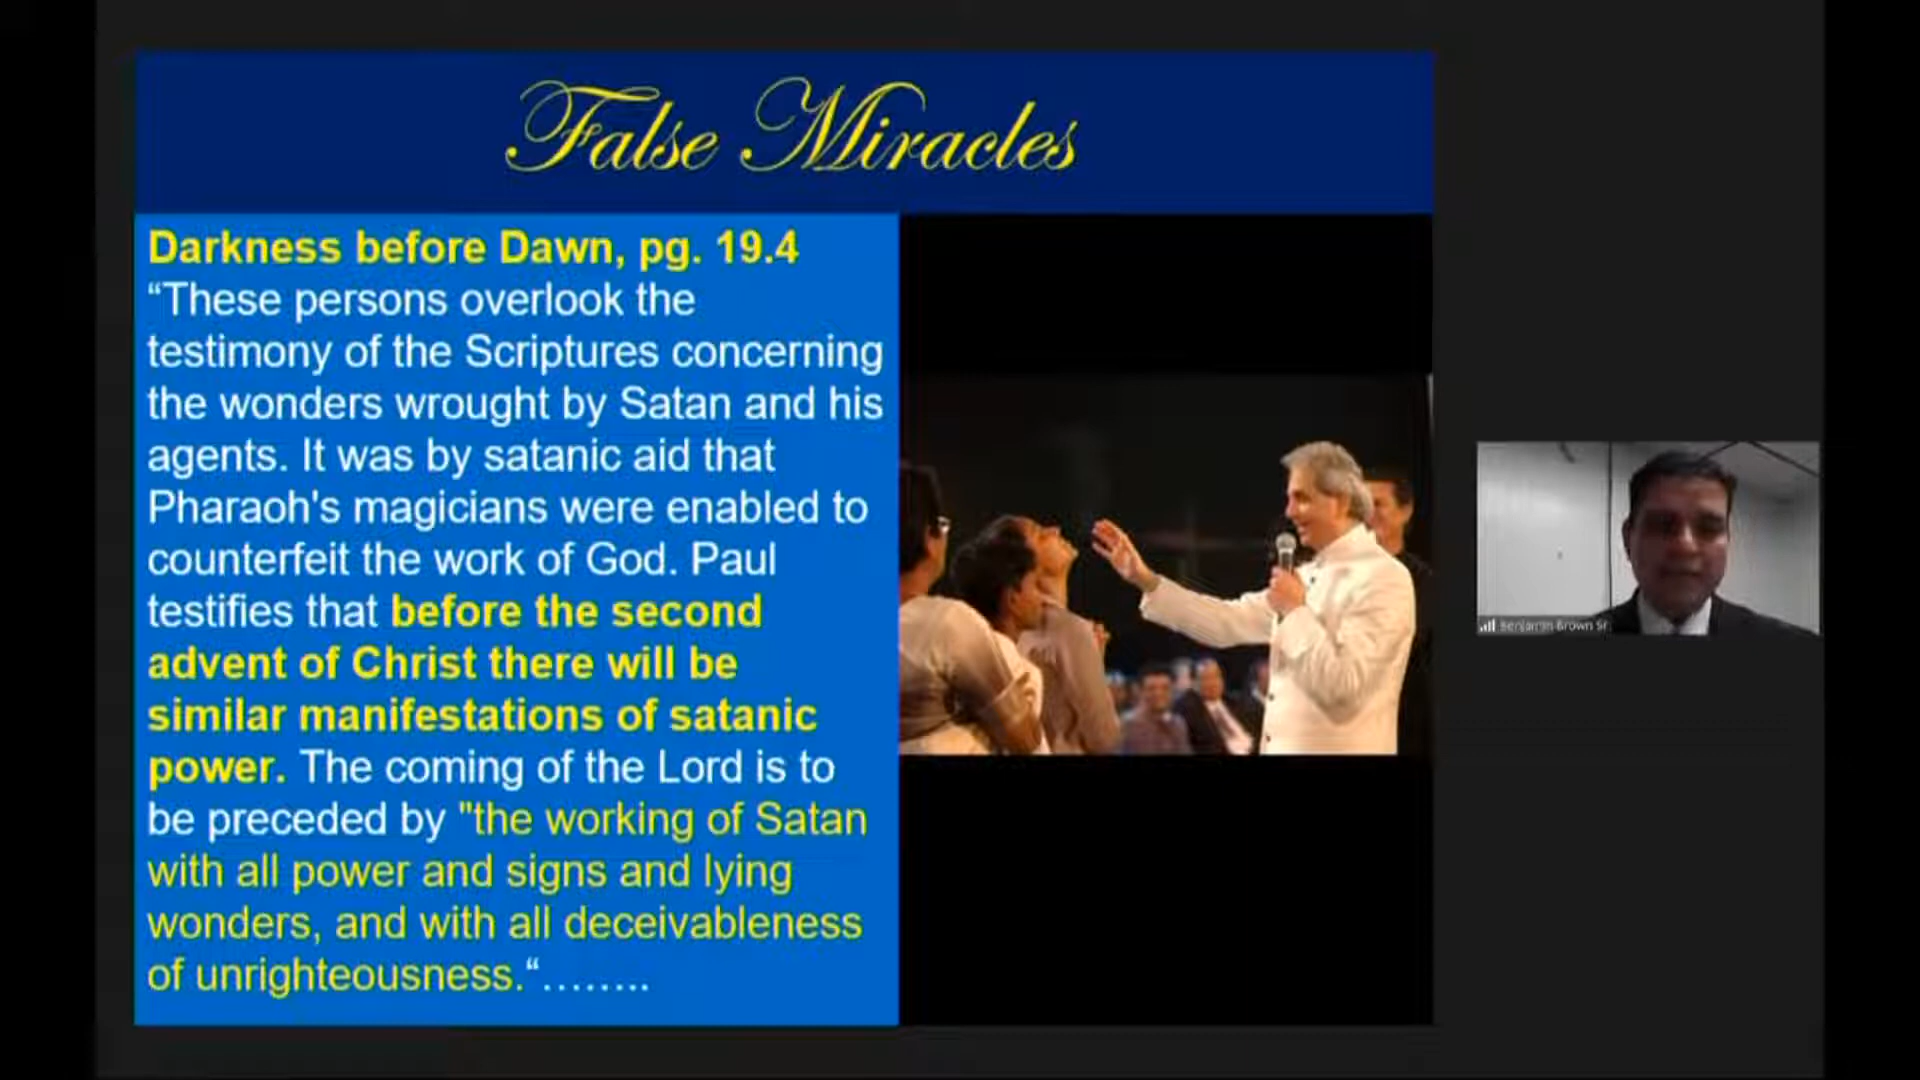 False Miracles
Darkness before Dawn, pg. 19.4
“These persons overlook the
testimony of the Scriptures concerning
the wonders wrought by Satan and his
agents. It was by satanic aid that
Pharaoh's magicians were enabled to
counterfeit the work of God. Paul
testifies that before the second
advent of Christ there will be
similar manifestations of satanic
power. The coming of the Lord is to
be preceded by "the working of Satan
with all power and signs and lying
wonders, and with all deceivableness
of unrighteousness.“........
Benjamin Brown Sr.